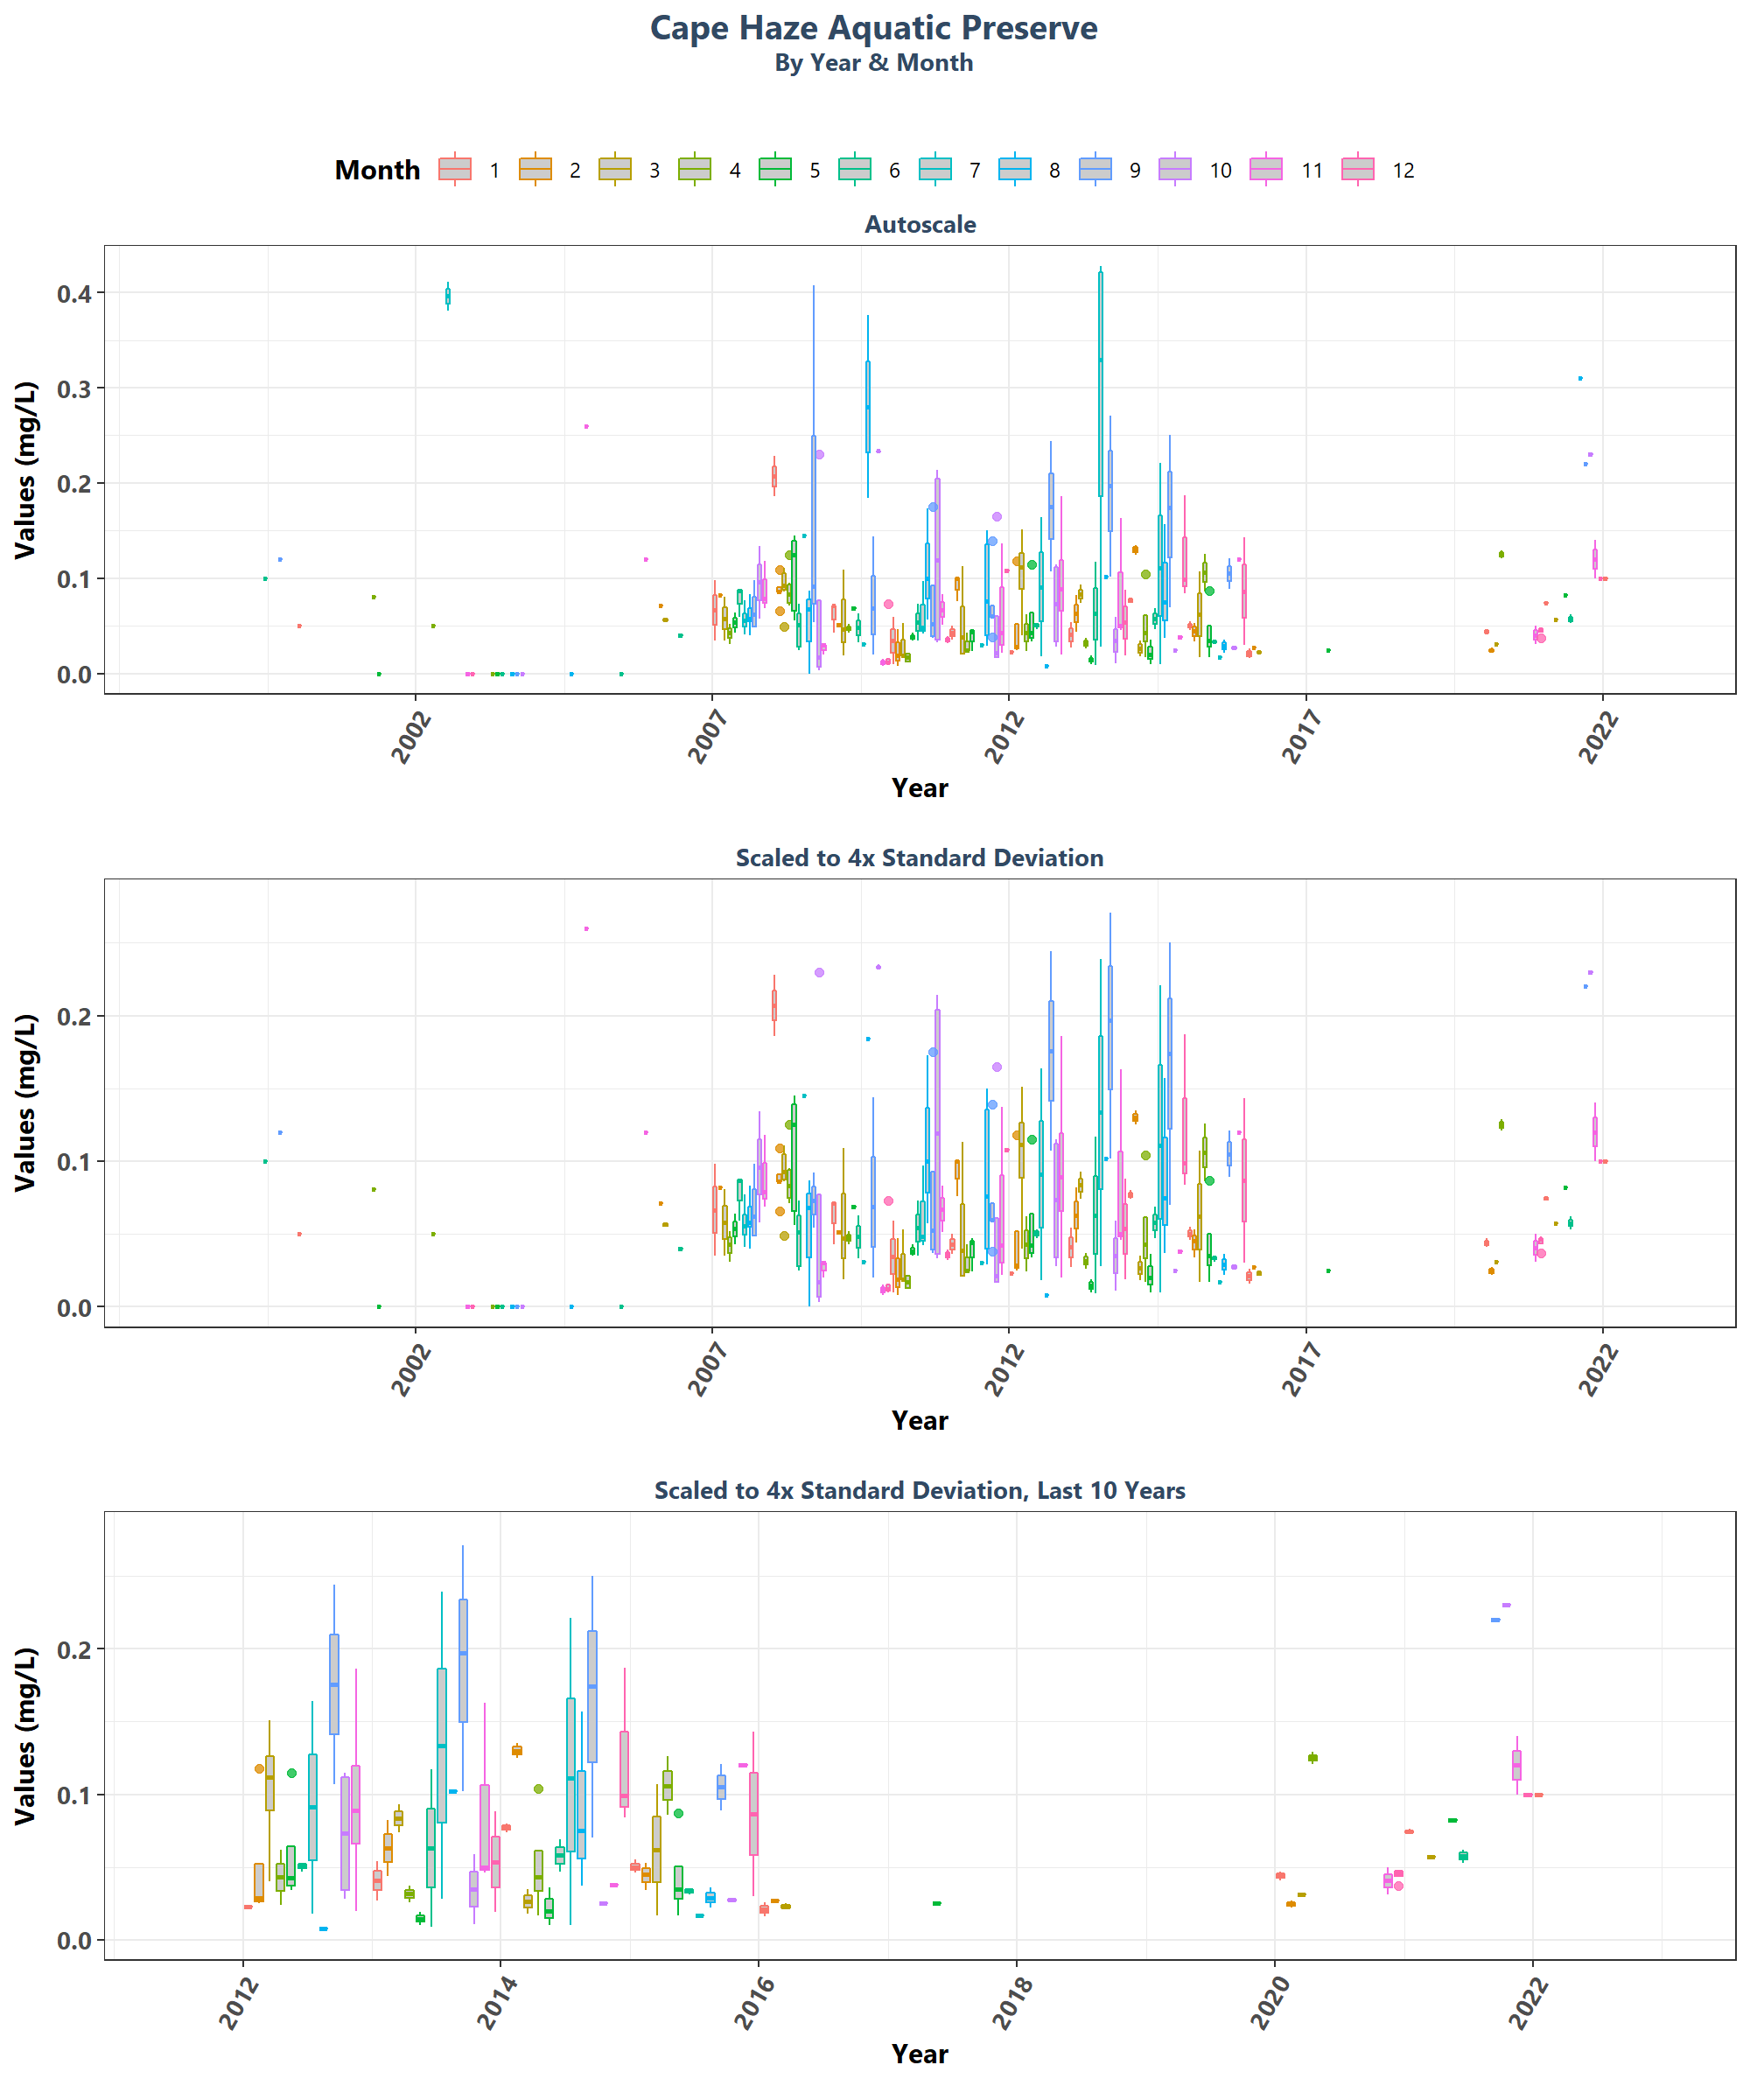 Cape Haze Aquatic Preserve
By Year & Month
Month 1 2 3 4 5 6 7 8 9 10 11 12
Autoscale
Values (mg/L)
0.4
0.3
0.2
0.1
0.0
2002 2007 2012 2017 2022
Year
Scaled to 4x Standard Deviation
Values (mg/L)
0.2
0.1
0.0
2002 2007 2012 2017 2022
Year
Scaled to 4x Standard Deviation, Last 10 Years
Values (mg/L)
0.2
0.1
0.0
2012 2014 2016 2018 2020 2022
Year